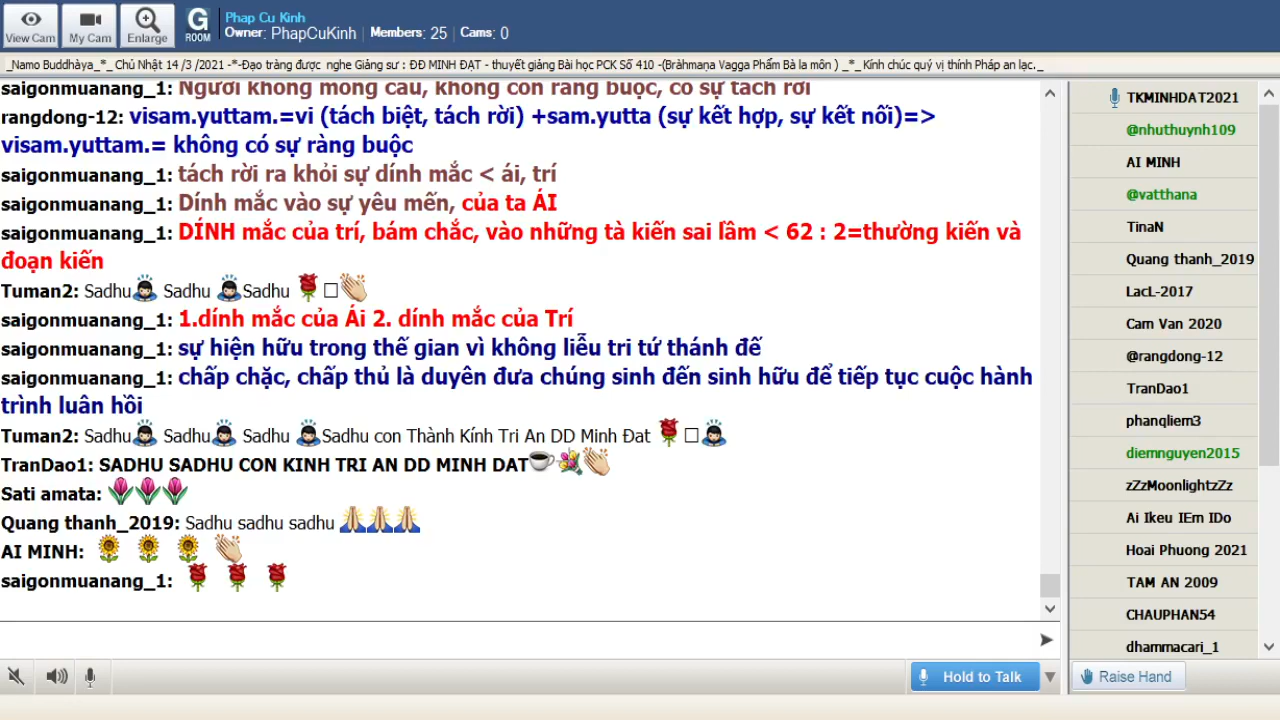 View Cam
My Cam
Enlarge
G
ROOM
Phap Cu Kinh
Owner: PhapCuKinh | Members: 25 | Cams: 0
_Namo Buddhàya_*_ Chủ Nhật 14 /3 /2021 -*-Đạo tràng được nghe Giảng sư : ĐĐ MINH ĐẠT - thuyết giảng Bài học PCK Số 410 -(Bràhmaṇa Vagga Phẩm Bà la môn ) _*_ Kính chúc quý vị thính Pháp an lạc._
saigonmuanang_1: Người không mong cầu, không còn ràng buộc, có sự tách rời
rangdong-12: visam.yuttam.=vi (tách biệt, tách rời) +sam.yutta (sự kết hợp, sự kết nối)=>
visam.yuttam.= không có sự ràng buộc
saigonmuanang_1: tách rời ra khỏi sự dính mắc < ái, trí
saigonmuanang_1: Dính mắc vào sự yêu mến, của ta ÁI
saigonmuanang_1: DÍNH mắc của trí, bám chắc, vào những tà kiến sai lầm < 62 : 2=thường kiến và
đoạn kiến
Tuman2: Sadhu Sadhu Sadhu
saigonmuanang_1: 1.dính mắc của Ái 2. dính mắc của Trí
saigonmuanang_1: sự hiện hữu trong thế gian vì không liễu tri tứ thánh đế
saigonmuanang_1: chấp chặc, chấp thủ là duyên đưa chúng sinh đến sinh hữu để tiếp tục cuộc hành
trình luân hồi
Tuman2: Sadhu Sadhu Sadhu Sadhu con Thành Kính Tri An DD Minh Đat
TranDao1: SADHU SADHU CON KINH TRI AN DD MINH DAT
Sati amata:
Quang thanh_2019: Sadhu sadhu sadhu
AI MINH:
saigonmuanang_1:
Hold to Talk
TKMINHDAT2021
@nhuthuynh109
AI MINH
@vatthana
TinaN
Quang thanh_2019
LacL-2017
Cam Van 2020
@rangdong-12
TranDao1
phanqliem3
diemnguyen2015
zZzMoonlightzZz
Ai Ikeu IEm IDo
Hoai Phuong 2021
TAM AN 2009
CHAUPHAN54
dhammacari_1
Raise Hand